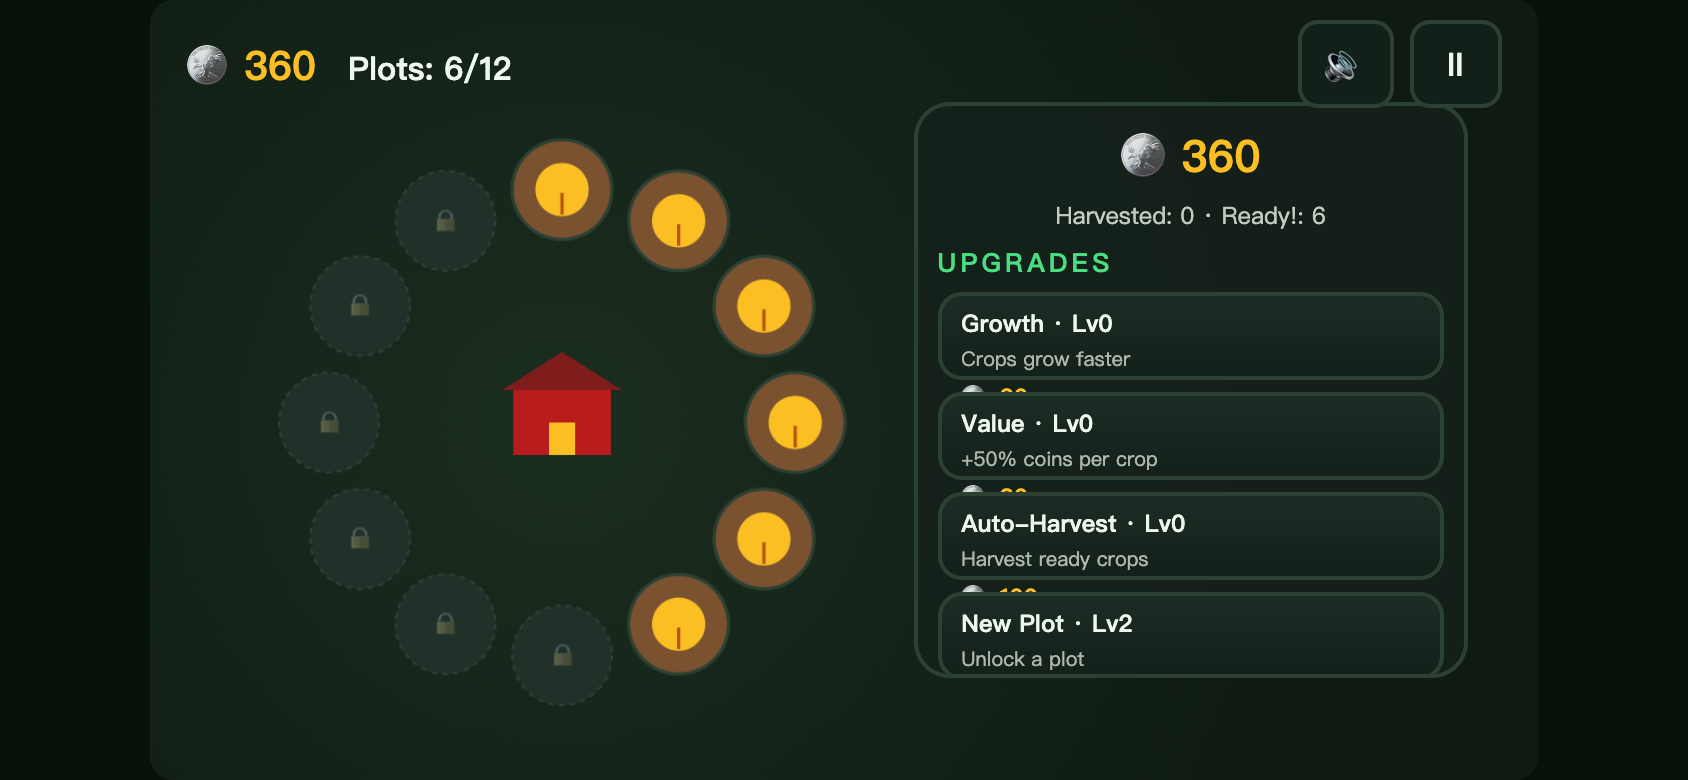 360 Plots: 6/12
360
Harvested: 0 · Ready!: 6
UPGRADES
Growth · Lv0
Crops grow faster
Value · Lv0
+50% coins per crop
Auto-Harvest · Lv0
Harvest ready crops
New Plot · Lv2
Unlock a plot